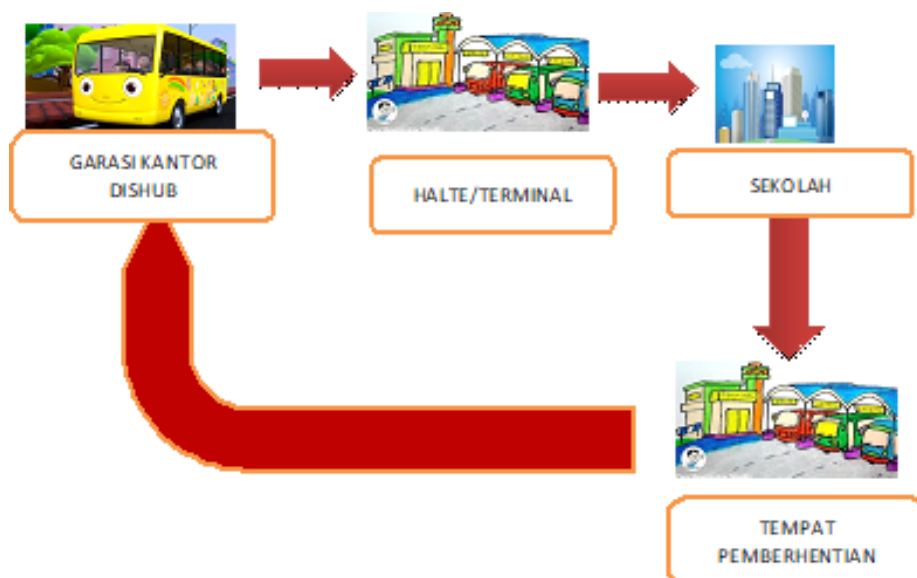 GARASI KANTOR
DISHUB
HALTE/TERMINAL
SEKOLAH
TEMPAT
PEMBERHENTIAN